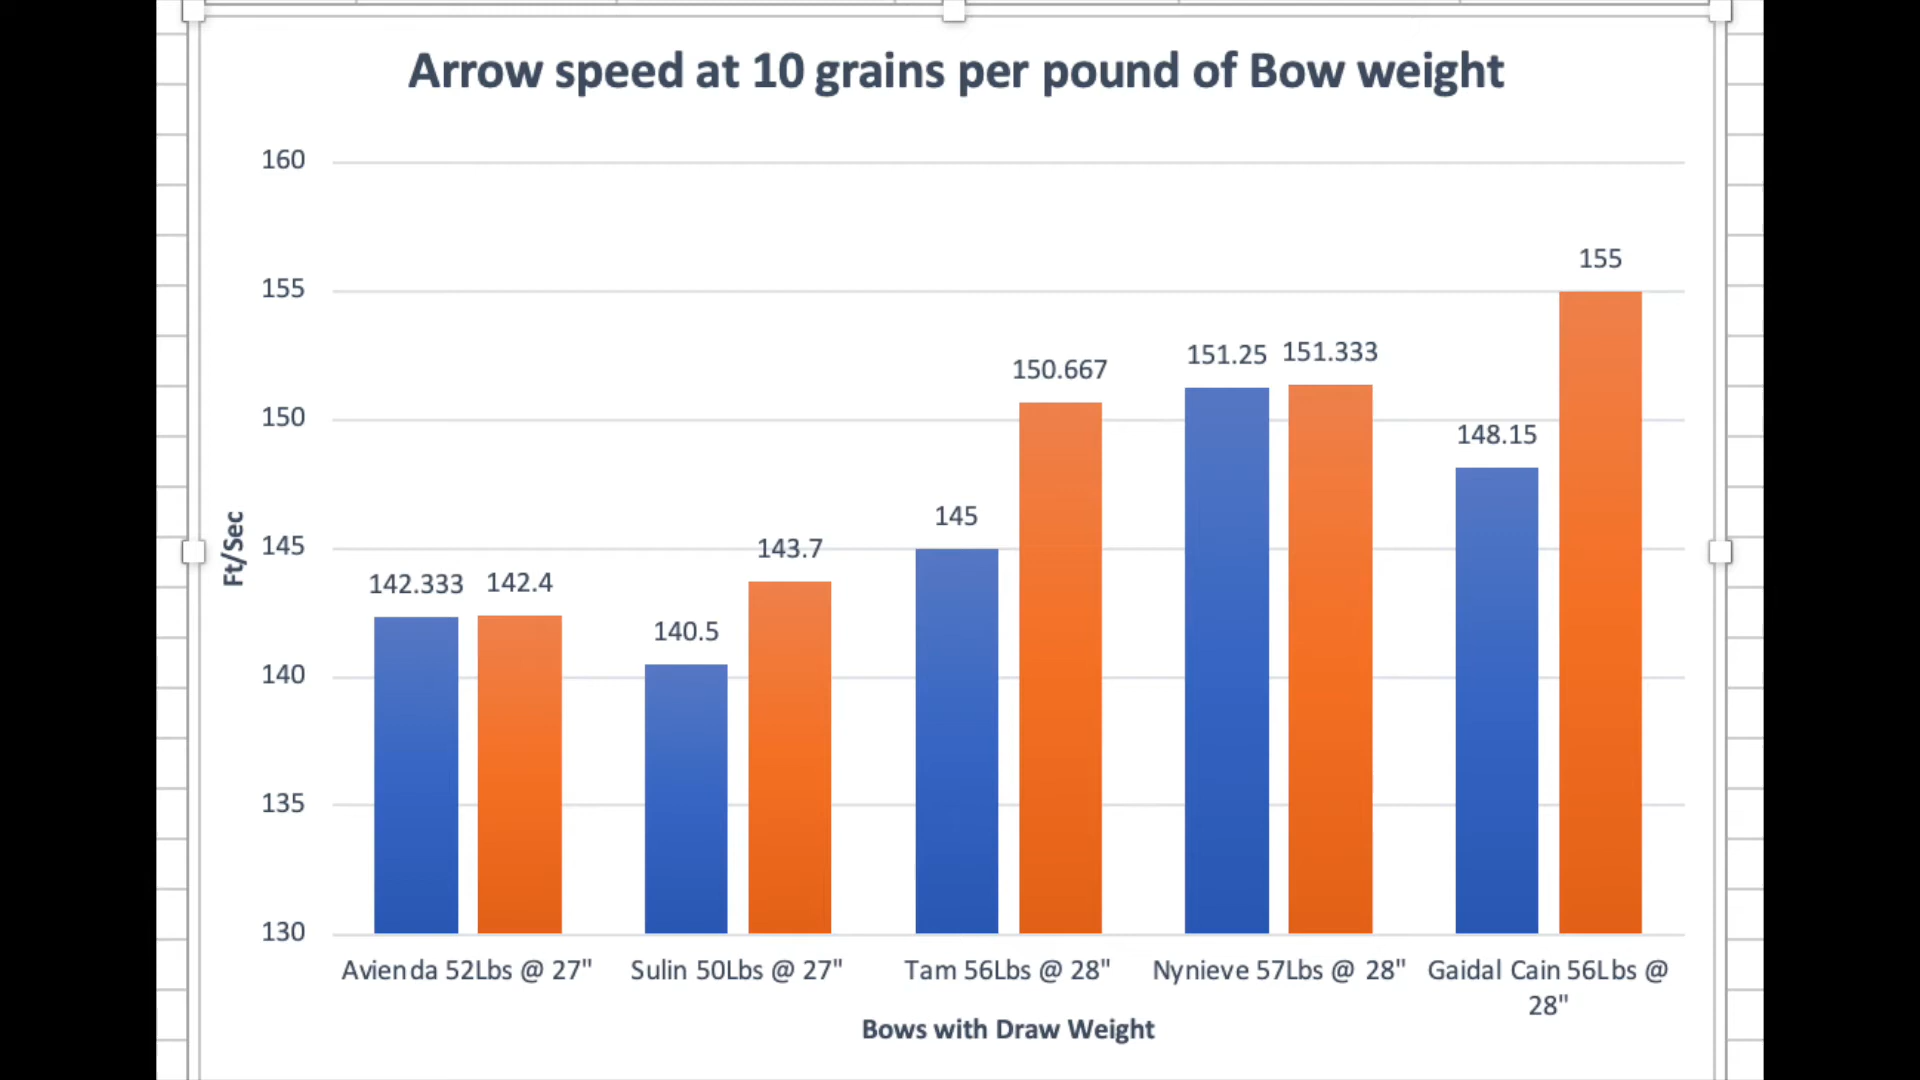 Arrow speed at 10 grains per pound of Bow weight
160
155
150
145
140
135
130
Ft/Sec
142.333
142.4
140.5
143.7
145
150.667
151.25
151.333
148.15
155
Avienda 52Lbs @ 27"
Sulin 50Lbs @ 27"
Tam 56Lbs @ 28"
Nynieve 57Lbs @ 28"
Gaidal Cain 56Lbs @
28"
Bows with Draw Weight